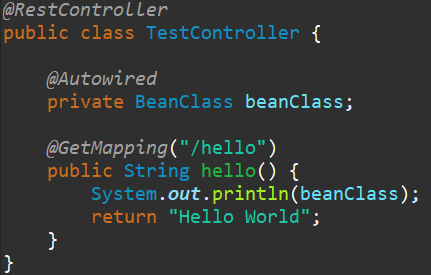 @RestController
public class TestController {
@Autowired
private BeanClass beanClass;
@GetMapping("/hello")
public String hello() {
System.out.println(beanClass);
return "Hello World";
}
}